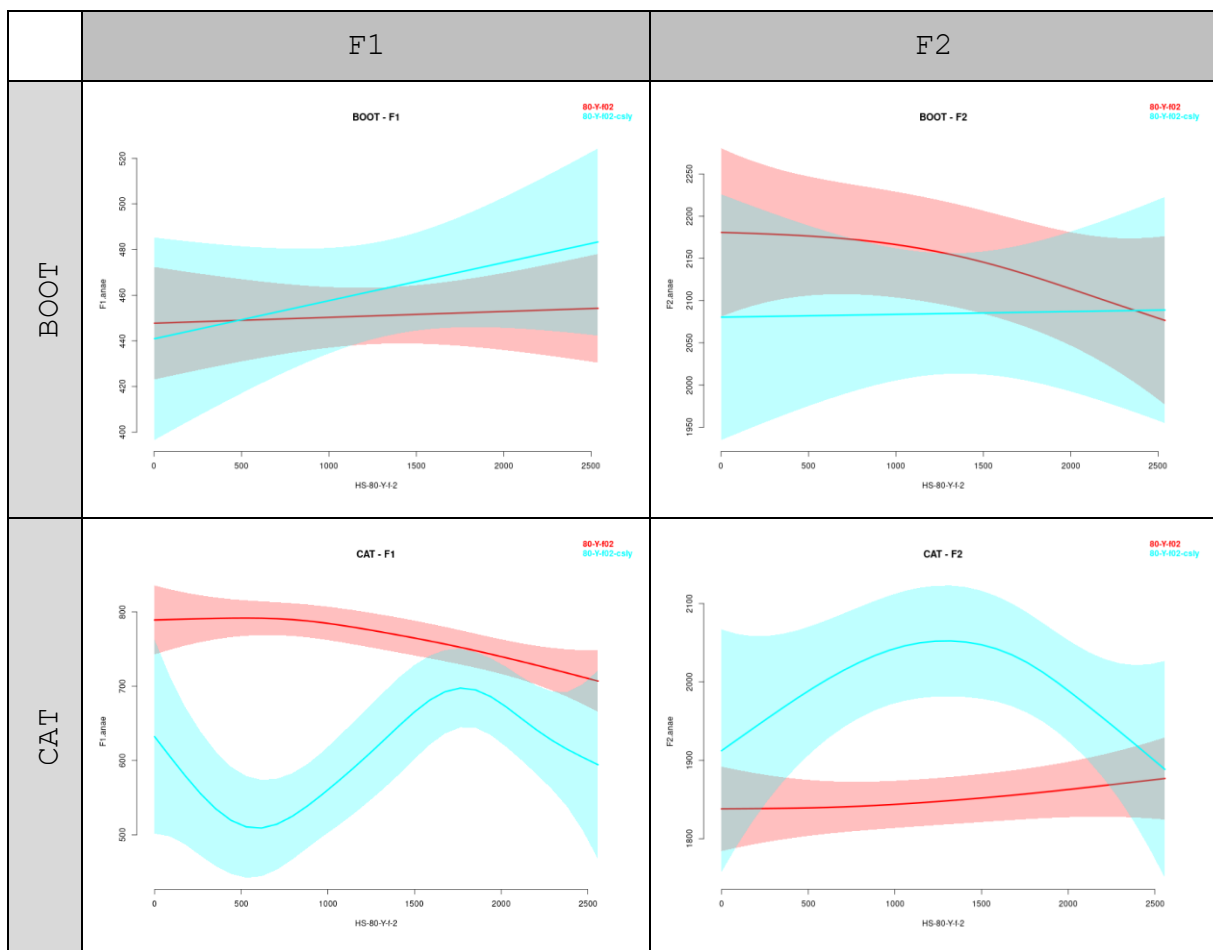 F1
F2
BOOT
BOOT - F1
80-Y-f02
80-Y-f02-csly
F1.anae
520
500
480
460
440
420
400
0 500 1000 1500 2000 2500
HS-80-Y-f-2
BOOT - F2
80-Y-f02
80-Y-f02-csly
F2.anae
2250
2200
2150
2100
2050
2000
1950
0 500 1000 1500 2000 2500
HS-80-Y-f-2
CAT
CAT - F1
80-Y-f02
80-Y-f02-csly
F1.anae
800
700
600
500
0 500 1000 1500 2000 2500
HS-80-Y-f-2
CAT - F2
80-Y-f02
80-Y-f02-csly
F2.anae
2100
2000
1900
1800
0 500 1000 1500 2000 2500
HS-80-Y-f-2